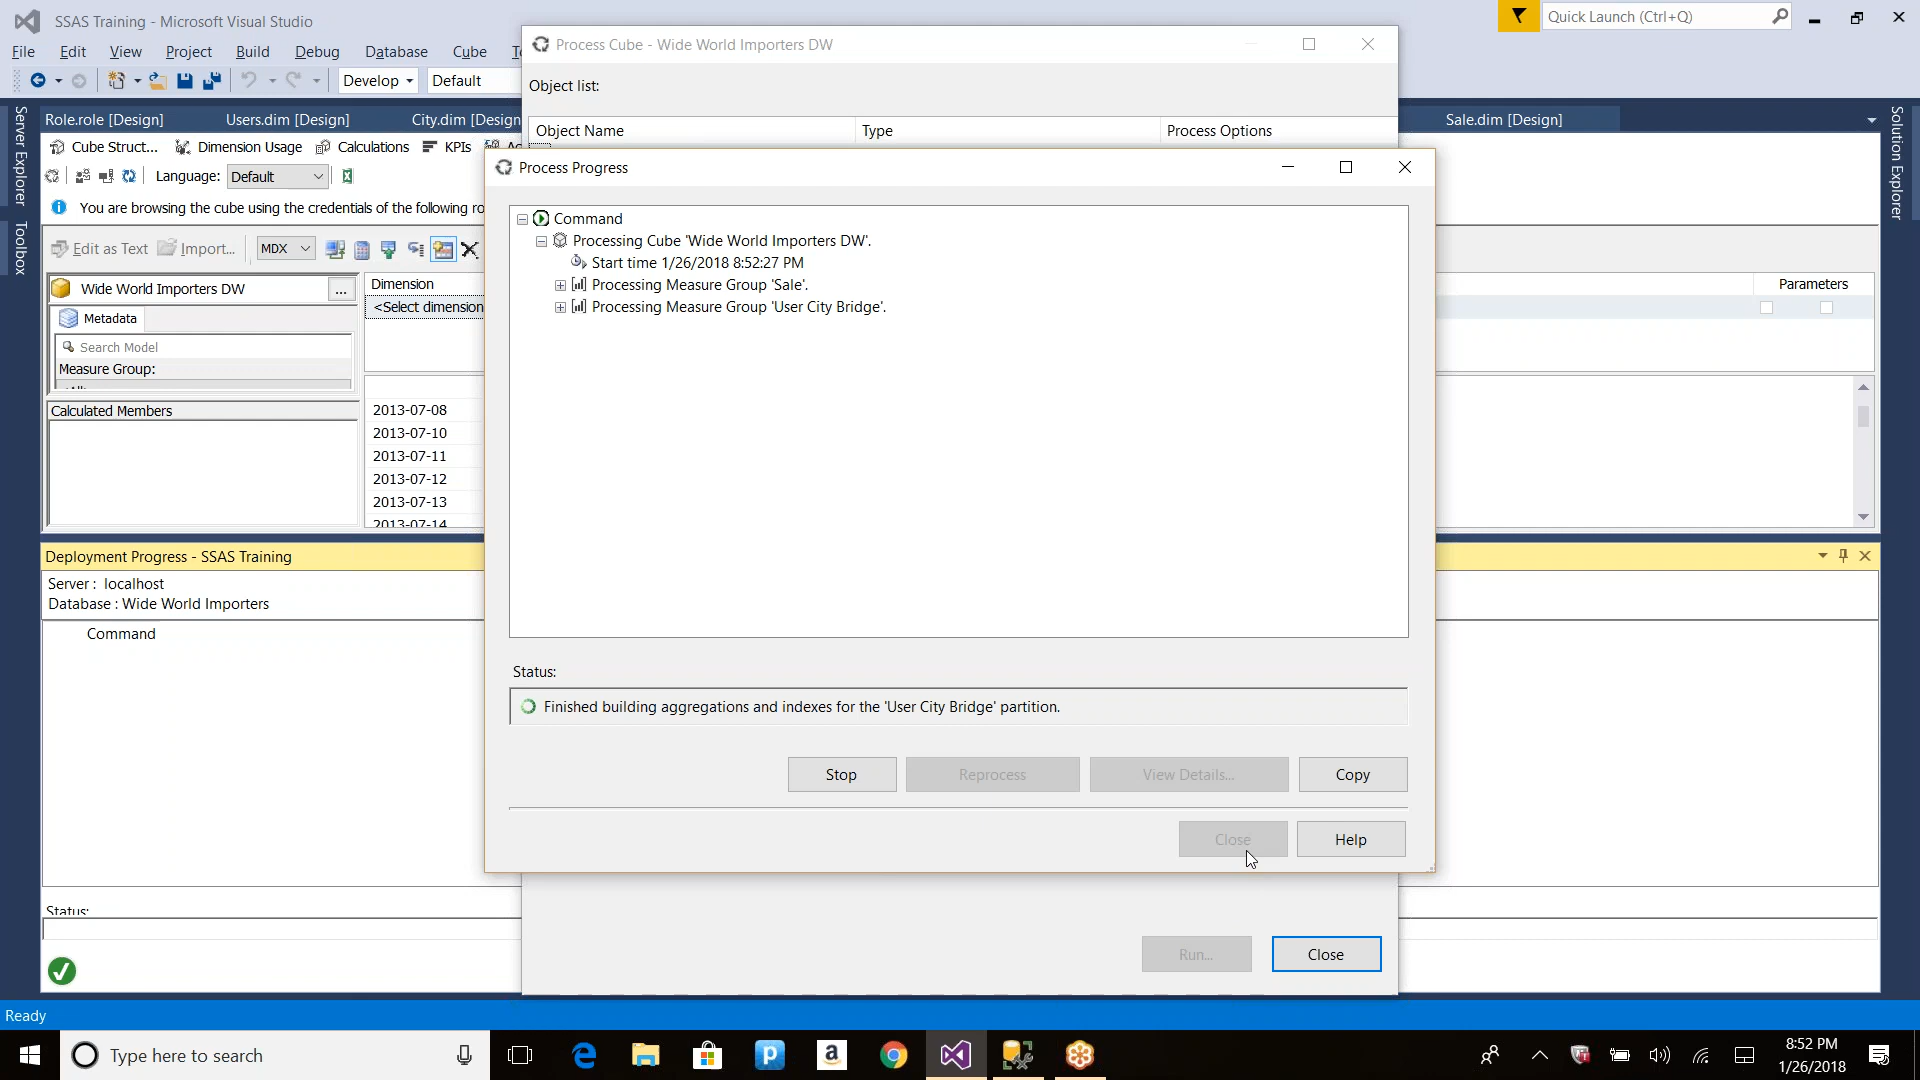 SSAS Training - Microsoft Visual Studio
Quick Launch (Ctrl+Q)
File Edit View Project Build Debug Database Cube
Develop Default
Process Cube - Wide World Importers DW
Object list:
Object Name Type Process Options
Server Explorer
Toolbox
Solution Explorer
Role.role [Design] Users.dim [Design] City.dim [Design Sale.dim [Design]
Cube Struct... Dimension Usage Calculations KPIs
Language: Default
You are browsing the cube using the credentials of the following ro
Edit as Text Import... MDX
Wide World Importers DW ...
Metadata
Search Model
Measure Group:
Calculated Members
Dimension
<Select dimension
Parameters
2013-07-08
2013-07-10
2013-07-11
2013-07-12
2013-07-13
2013-07-14
Process Progress
Command
Processing Cube 'Wide World Importers DW'.
Start time 1/26/2018 8:52:27 PM
Processing Measure Group 'Sale'.
Processing Measure Group 'User City Bridge'.
Status:
Finished building aggregations and indexes for the 'User City Bridge' partition.
Stop Reprocess View Details... Copy
Close Help
Run... Close
Deployment Progress - SSAS Training
Server : localhost
Database : Wide World Importers
Command
Status:
Ready
Type here to search
8:52 PM
1/26/2018